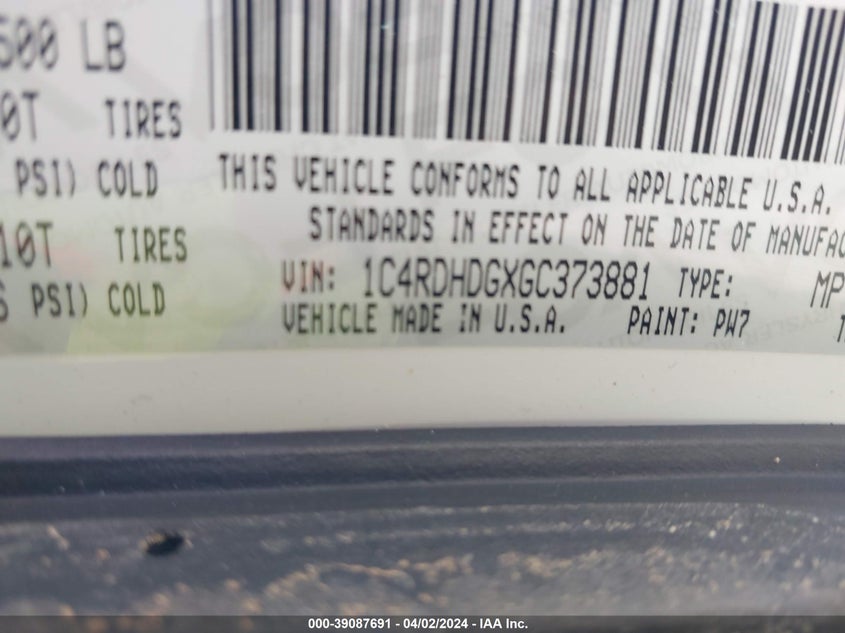 500 LB
0T TIRES
PSI) COLD
10T TIRES
PSI) COLD
THIS VEHICLE CONFORMS TO ALL APPLICABLE U.S.A.
STANDARDS IN EFFECT ON THE DATE OF MANUFAC
VIN: 1C4RDHDGXGC373881 TYPE: MP
VEHICLE MADE IN U.S.A. PAINT: PW7
000-39087691 - 04/02/2024 - IAA Inc.